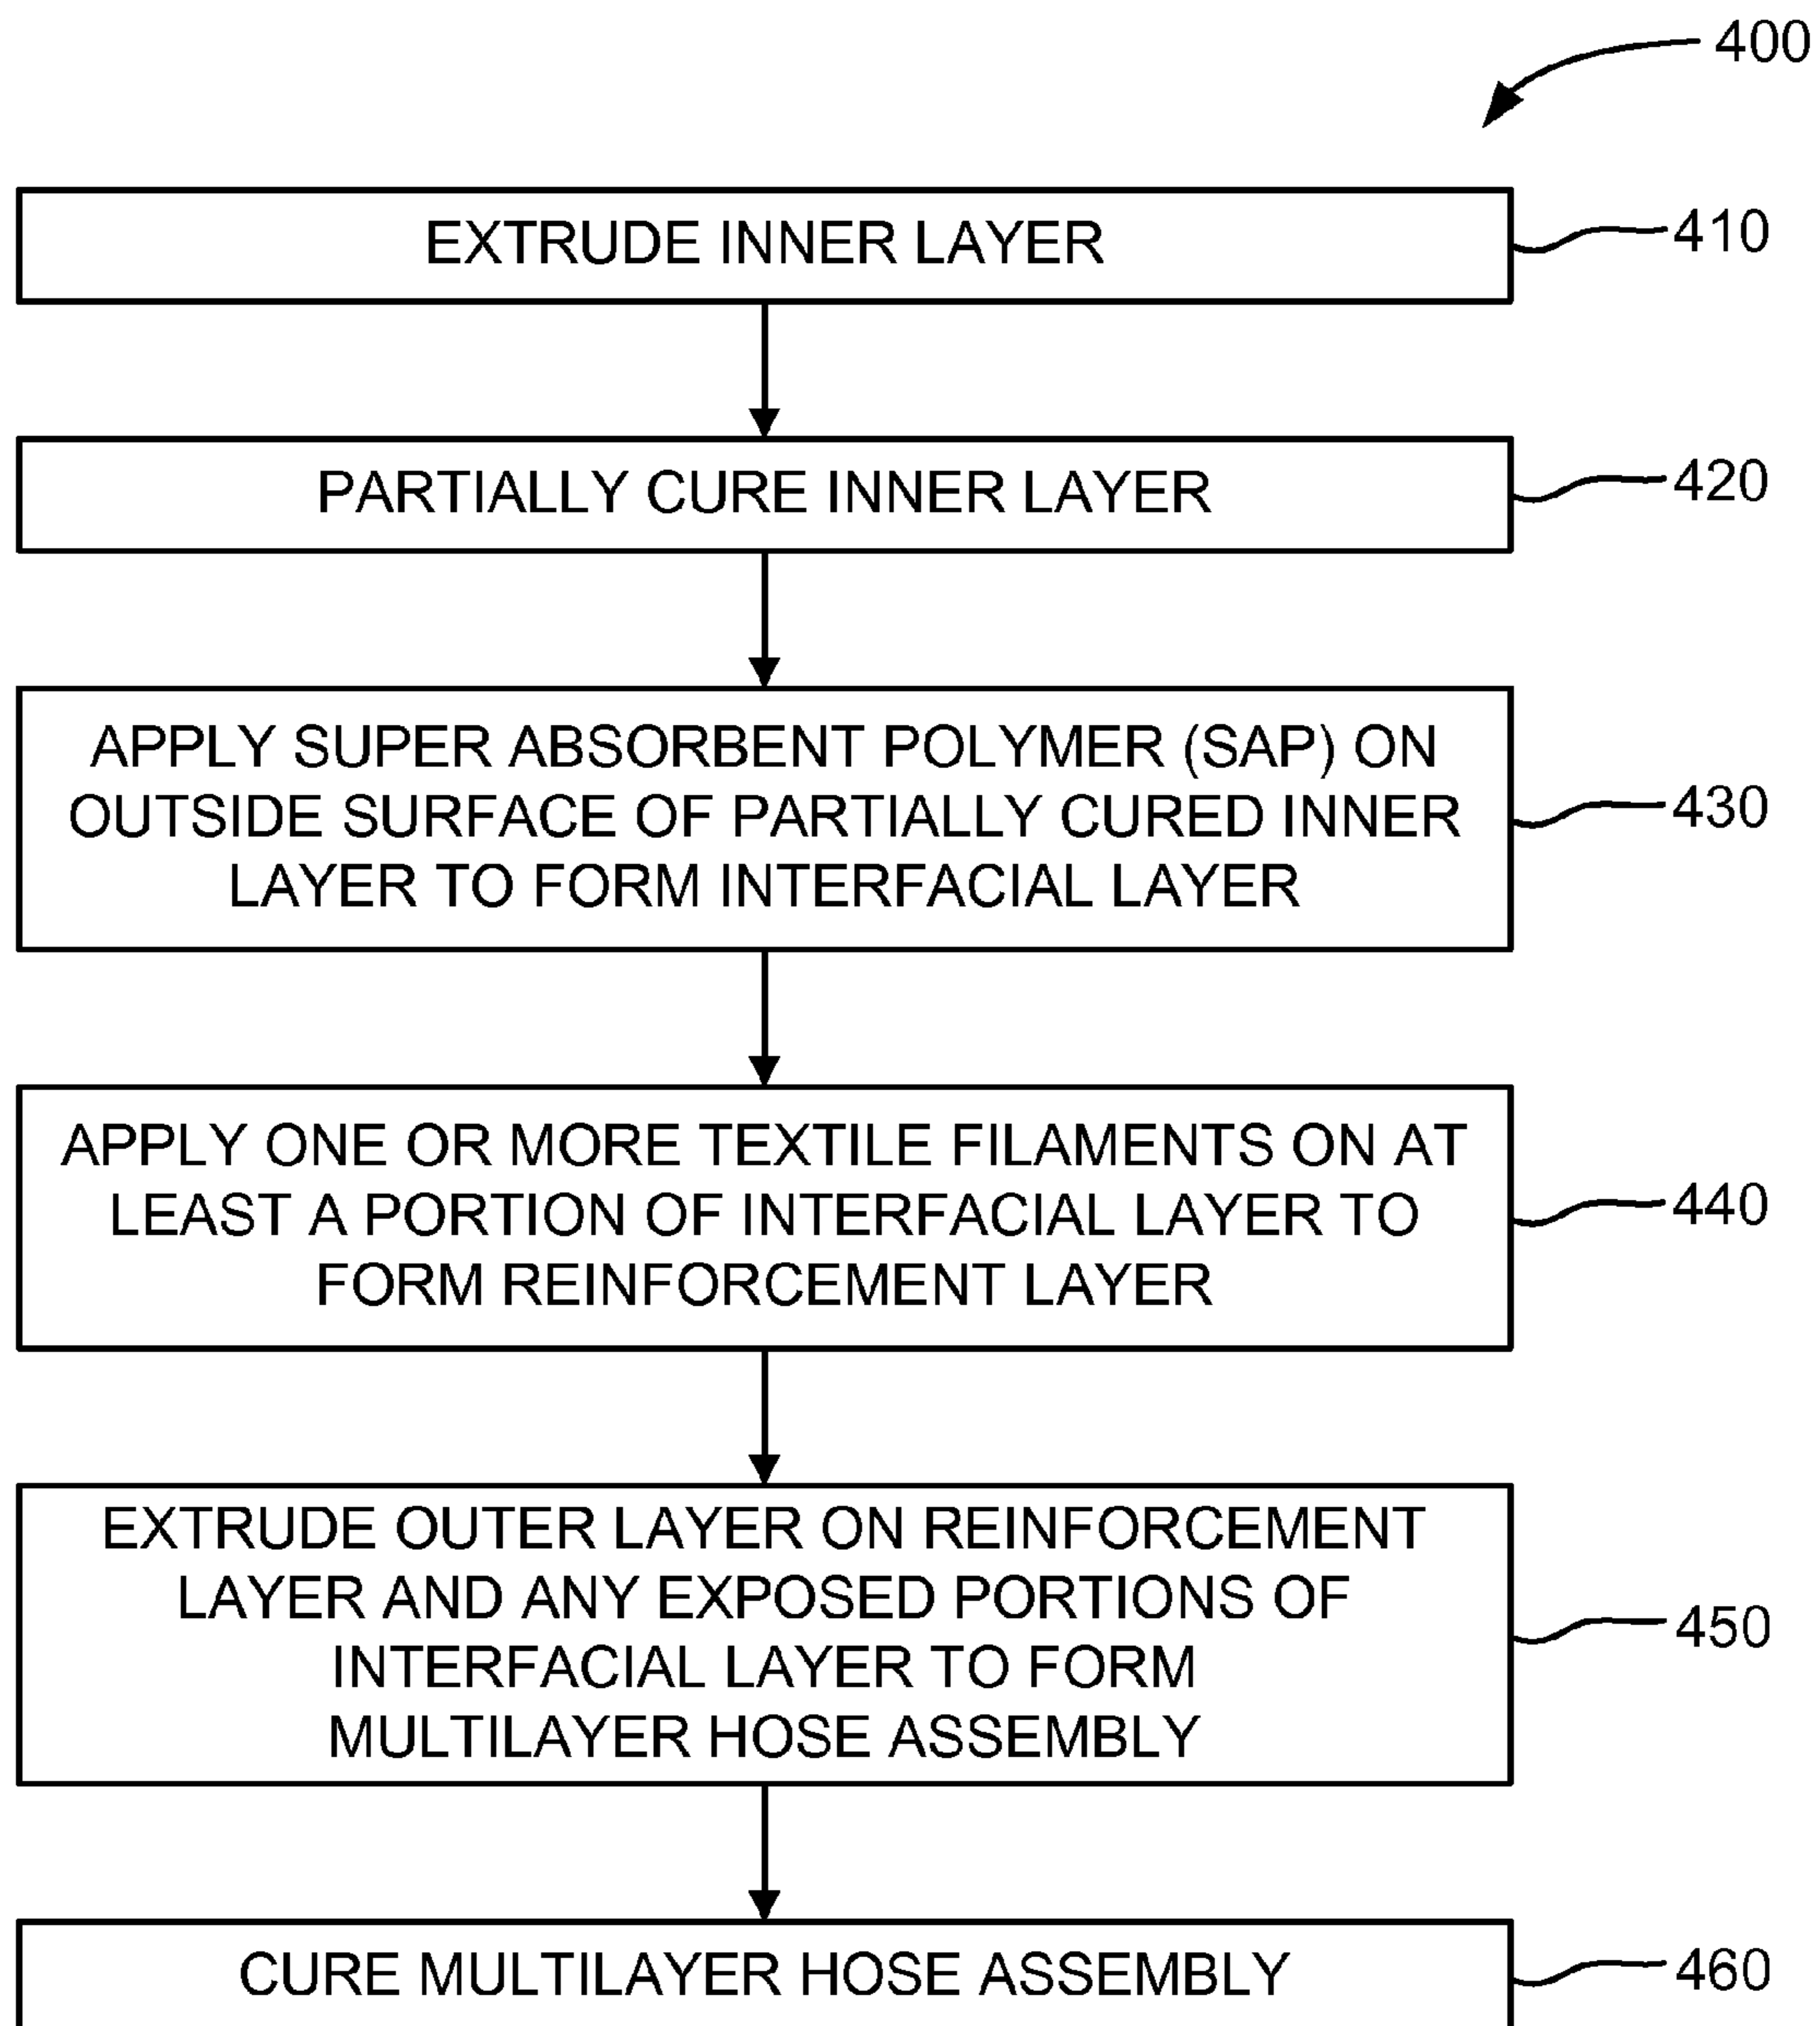 400
EXTRUDE INNER LAYER
410
PARTIALLY CURE INNER LAYER
420
APPLY SUPER ABSORBENT POLYMER (SAP) ON
OUTSIDE SURFACE OF PARTIALLY CURED INNER
LAYER TO FORM INTERFACIAL LAYER
430
APPLY ONE OR MORE TEXTILE FILAMENTS ON AT
LEAST A PORTION OF INTERFACIAL LAYER TO
FORM REINFORCEMENT LAYER
440
EXTRUDE OUTER LAYER ON REINFORCEMENT
LAYER AND ANY EXPOSED PORTIONS OF
INTERFACIAL LAYER TO FORM
MULTILAYER HOSE ASSEMBLY
450
CURE MULTILAYER HOSE ASSEMBLY
460